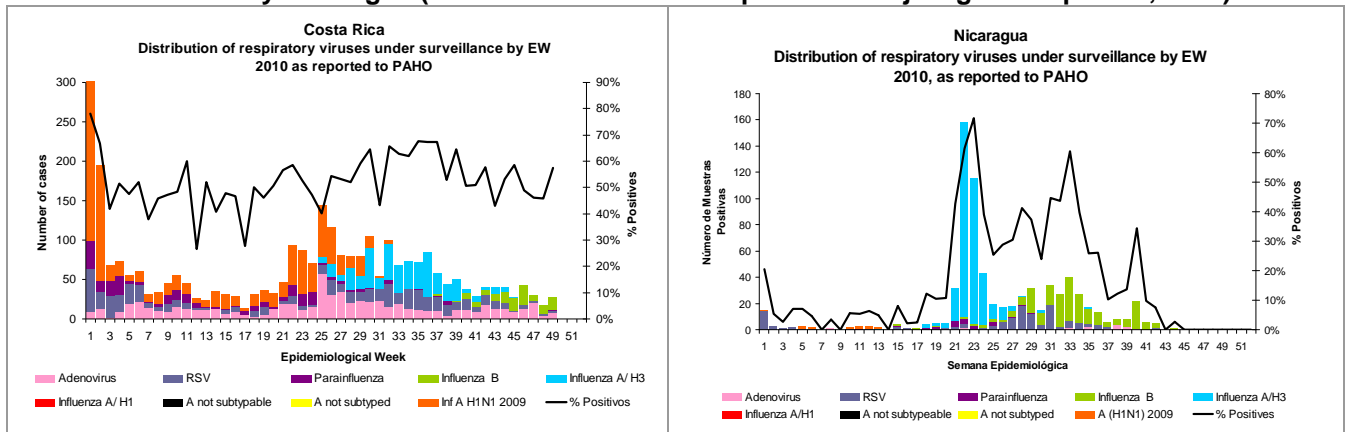 Costa Rica
Distribution of respiratory viruses under surveillance by EW
2010 as reported to PAHO
300
250
200
150
100
50
0
Number of cases
90%
80%
70%
60%
50%
40%
30%
20%
10%
0%
% Positives
1 3 5 7 9 11 13 15 17 19 21 23 25 27 29 31 33 35 37 39 41 43 45 47 49 51
Epidemiological Week
Adenovirus RSV Parainfluenza Influenza B Influenza A/ H3
Influenza A/ H1 A not subtypable A not subtyped Inf A H1N1 2009 % Positivos
Nicaragua
Distribution of respiratory viruses under surveillance by EW
2010, as reported to PAHO
180
160
140
120
100
80
60
40
20
0
Número de Muestras
Positivas
80%
70%
60%
50%
40%
30%
20%
10%
0%
% Positivos
1 3 5 7 9 11 13 15 17 19 21 23 25 27 29 31 33 35 37 39 41 43 45 47 49 51
Semana Epidemiológica
Adenovirus RSV Parainfluenza Influenza B Influenza A/H3
Influenza A/H1 A not subtypeable A not subtyped A (H1N1) 2009 % Positives